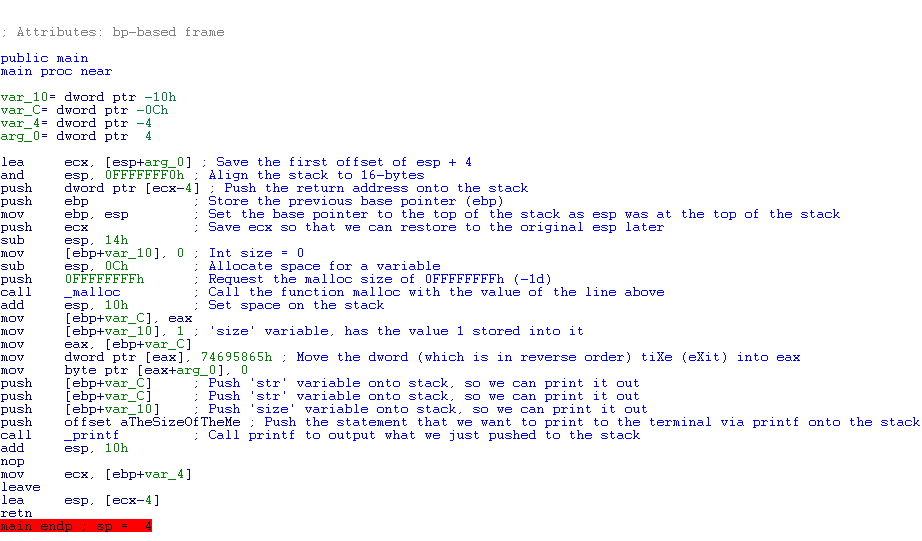 ; Attributes: bp-based frame
public main
main proc near
var_10= dword ptr -10h
var_C= dword ptr -0Ch
var_4= dword ptr -4
arg_0= dword ptr  4
lea     ecx, [esp+arg_0] ; Save the first offset of esp + 4
and     esp, 0FFFFFFF0h ; Align the stack to 16-bytes
push    dword ptr [ecx-4] ; Push the return address onto the stack
push    ebp             ; Store the previous base pointer (ebp)
mov     ebp, esp        ; Set the base pointer to the top of the stack as esp was at the top of the stack
push    ecx             ; Save ecx so that we can restore to the original esp later
sub     esp, 14h
mov     [ebp+var_10], 0 ; Int size = 0
sub     esp, 0Ch        ; Allocate space for a variable
push    0FFFFFFFFh      ; Request the malloc size of 0FFFFFFFFh (-1d)
call    _malloc         ; Call the function malloc with the value of the line above
add     esp, 10h        ; Set space on the stack
mov     [ebp+var_C], eax
mov     [ebp+var_10], 1 ; 'size' variable, has the value 1 stored into it
mov     eax, [ebp+var_C]
mov     dword ptr [eax], 74695865h ; Move the dword (which is in reverse order) tiXe (eXit) into eax
mov     byte ptr [eax+arg_0], 0
push    [ebp+var_C]     ; Push 'str' variable onto stack, so we can print it out
push    [ebp+var_C]     ; Push 'str' variable onto stack, so we can print it out
push    [ebp+var_10]    ; Push 'size' variable onto stack, so we can print it out
push    offset aTheSizeOfTheMe ; Push the statement that we want to print to the terminal via printf onto the stack
call    _printf         ; Call printf to output what we just pushed to the stack
add     esp, 10h
nop
mov     ecx, [ebp+var_4]
leave
lea     esp, [ecx-4]
retn
main endp ; sp =  4